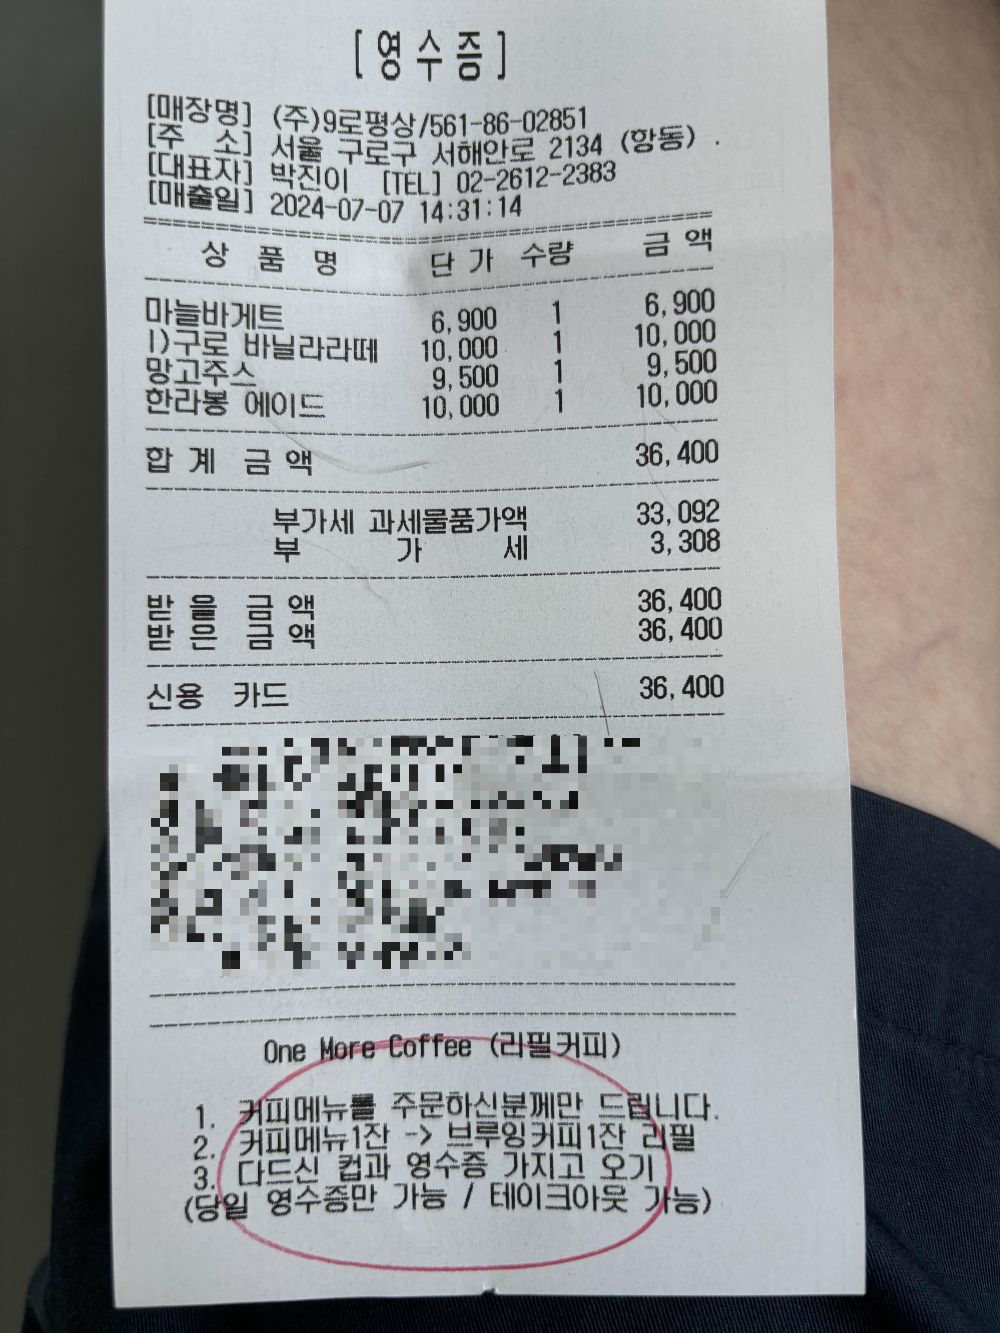 [영수증]
[매장명] (주)9로평상/561-86-02851
[주 소] 서울 구로구 서해안로 2134 (항동) .
[대표자] 박진이 [TEL] 02-2612-2383
[매출일] 2024-07-07 14:31:14
상 품 명 단 가 수량 금 액
마늘바게트 6,900 1 6,900
I)구로 바닐라라떼 10,000 1 10,000
망고주스 9,500 1 9,500
한라봉 에이드 10,000 1 10,000
합 계 금 액 36,400
부가세 과세물품가액 33,092
부 가 세 3,308
받 을 금 액 36,400
받 은 금 액 36,400
신용 카드 36,400
One More Coffee (리필커피)
1. 커피메뉴를 주문하신분께만 드립니다.
2. 커피메뉴1잔 -> 브루잉커피1잔 리필
3. 다드신 컵과 영수증 가지고 오기
(당일 영수증만 가능 / 테이크아웃 가능)